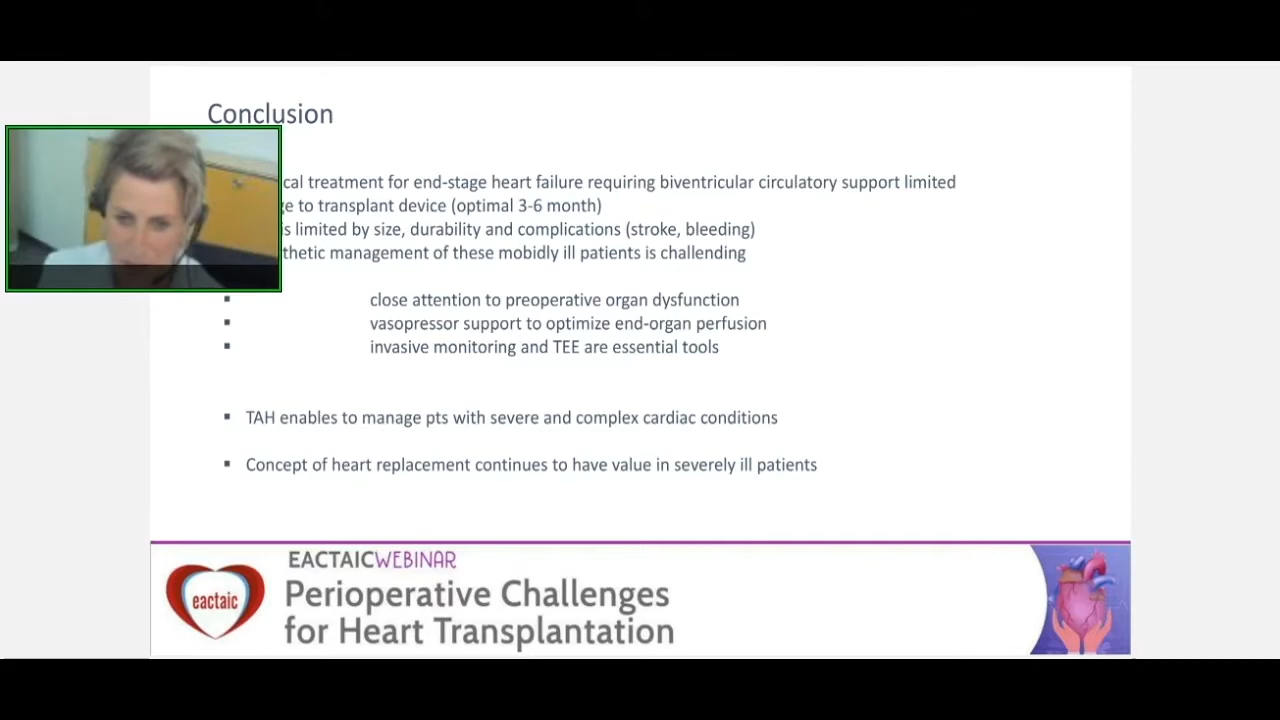 Conclusion
treatment for end-stage heart failure requiring biventricular circulatory support limited
to transplant device (optimal 3-6 month)
is limited by size, durability and complications (stroke, bleeding)
management of these mobidly ill patients is challenging
▪ close attention to preoperative organ dysfunction
▪ vasopressor support to optimize end-organ perfusion
▪ invasive monitoring and TEE are essential tools
▪ TAH enables to manage pts with severe and complex cardiac conditions
▪ Concept of heart replacement continues to have value in severely ill patients
EACTAICWEBINAR
eactaic
Perioperative Challenges
for Heart Transplantation